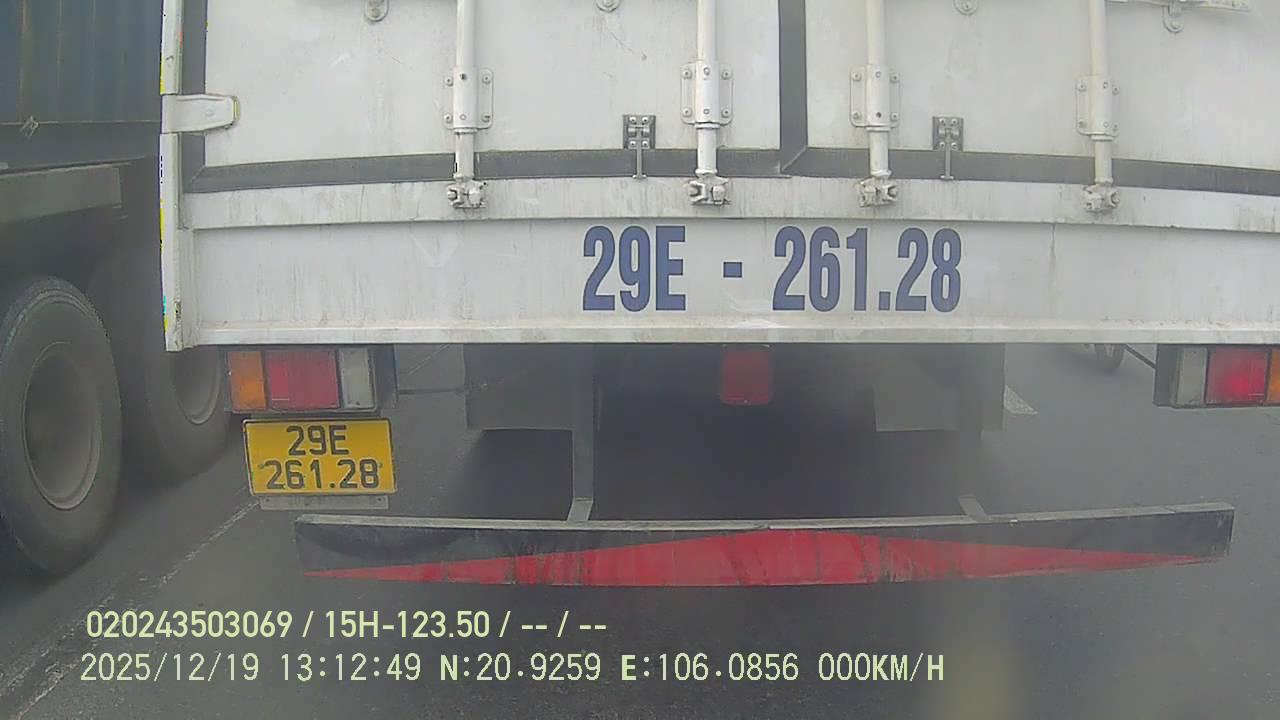 29E - 261.28
29E
261.28
020243503069 / 15H-123.50 / -- / --
2025/12/19 13:12:49 N:20.9259 E:106.0856 000KM/H